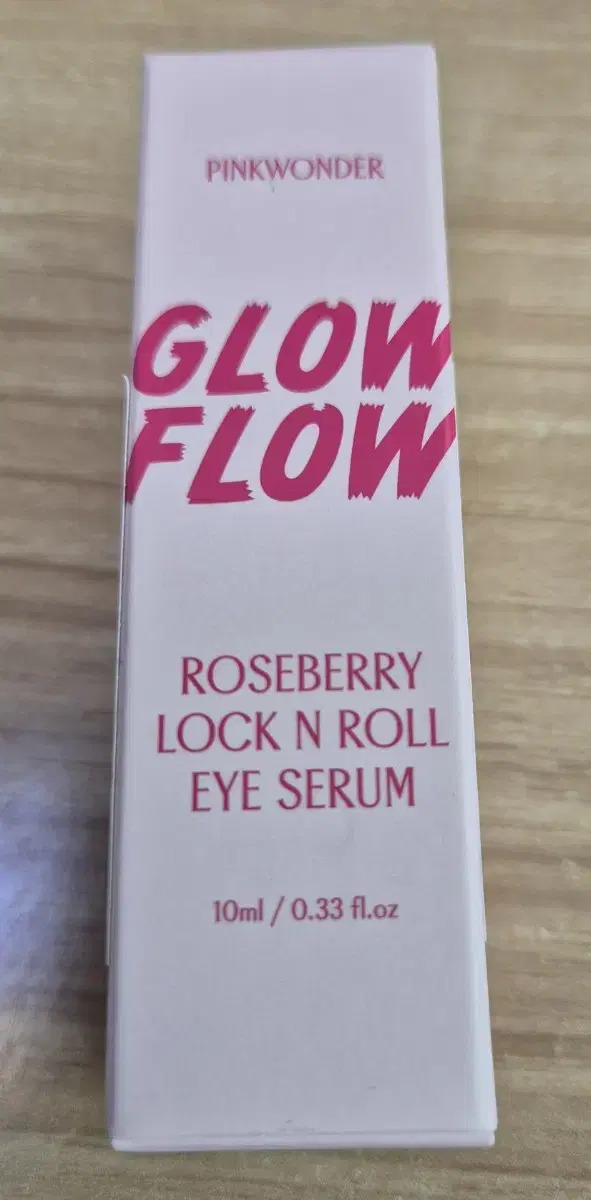 PINKWONDER
GLOW
FLOW
ROSEBERRY
LOCK N ROLL
EYE SERUM
10ml / 0.33 fl.oz